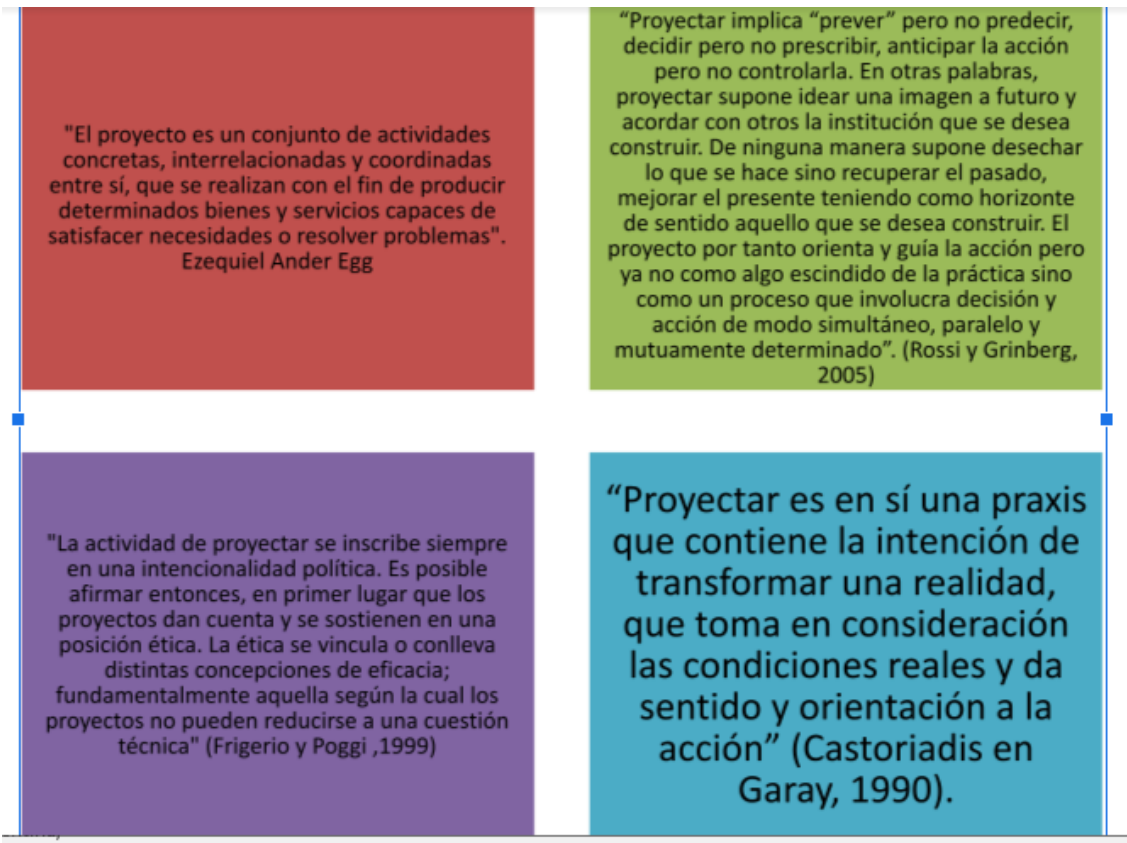 "El proyecto es un conjunto de actividades
concretas, interrelacionadas y coordinadas
entre sí, que se realizan con el fin de producir
determinados bienes y servicios capaces de
satisfacer necesidades o resolver problemas".
Ezequiel Ander Egg
“Proyectar implica “prever” pero no predecir,
decidir pero no prescribir, anticipar la acción
pero no controlarla. En otras palabras,
proyectar supone idear una imagen a futuro y
acordar con otros la institución que se desea
construir. De ninguna manera supone desechar
lo que se hace sino recuperar el pasado,
mejorar el presente teniendo como horizonte
de sentido aquello que se desea construir. El
proyecto por tanto orienta y guía la acción pero
ya no como algo escindido de la práctica sino
como un proceso que involucra decisión y
acción de modo simultáneo, paralelo y
mutuamente determinado”. (Rossi y Grinberg,
2005)
"La actividad de proyectar se inscribe siempre
en una intencionalidad política. Es posible
afirmar entonces, en primer lugar que los
proyectos dan cuenta y se sostienen en una
posición ética. La ética se vincula o conlleva
distintas concepciones de eficacia;
fundamentalmente aquella según la cual los
proyectos no pueden reducirse a una cuestión
técnica" (Frigerio y Poggi ,1999)
“Proyectar es en sí una praxis
que contiene la intención de
transformar una realidad,
que toma en consideración
las condiciones reales y da
sentido y orientación a la
acción” (Castoriadis en
Garay, 1990).